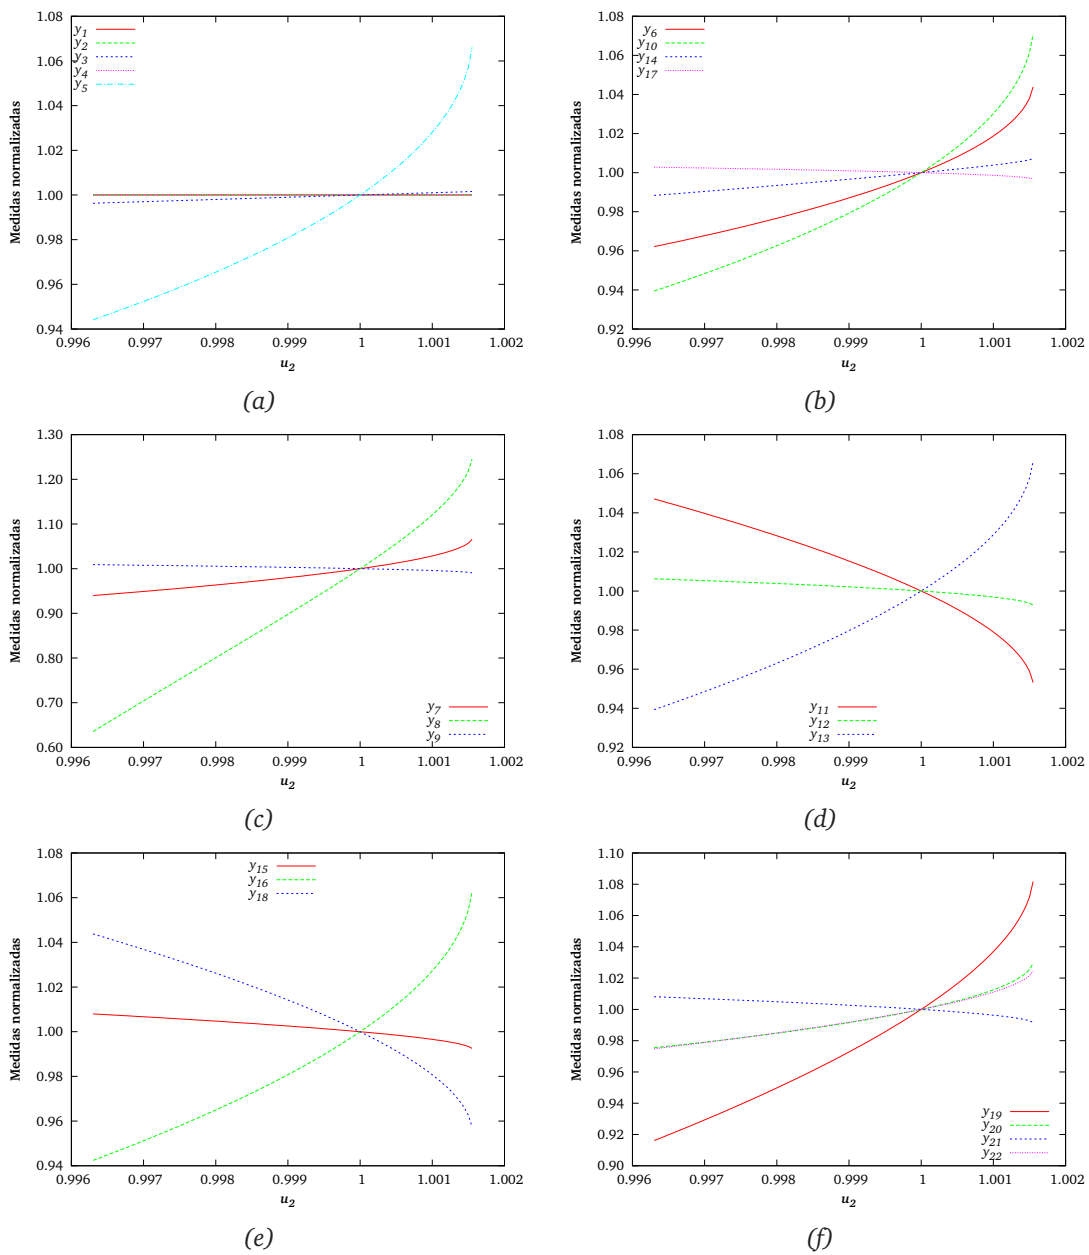 1.08
1.06
1.04
1.02
1.00
0.98
0.96
0.94
0.996 0.997 0.998 0.999 1 1.001 1.002
Medidas normalizadas
u2
y1
y2
y3
y4
y5
(a)
1.08
1.06
1.04
1.02
1.00
0.98
0.96
0.94
0.92
0.996 0.997 0.998 0.999 1 1.001 1.002
Medidas normalizadas
u2
y6
y10
y14
y17
(b)
1.30
1.20
1.10
1.00
0.90
0.80
0.70
0.60
0.996 0.997 0.998 0.999 1 1.001 1.002
Medidas normalizadas
u2
y7
y8
y9
(c)
1.08
1.06
1.04
1.02
1.00
0.98
0.96
0.94
0.92
0.996 0.997 0.998 0.999 1 1.001 1.002
Medidas normalizadas
u2
y11
y12
y13
(d)
1.08
1.06
1.04
1.02
1.00
0.98
0.96
0.94
0.996 0.997 0.998 0.999 1 1.001 1.002
Medidas normalizadas
u2
y15
y16
y18
(e)
1.10
1.08
1.06
1.04
1.02
1.00
0.98
0.96
0.94
0.92
0.90
0.996 0.997 0.998 0.999 1 1.001 1.002
Medidas normalizadas
u2
y19
y20
y21
y22
(f)